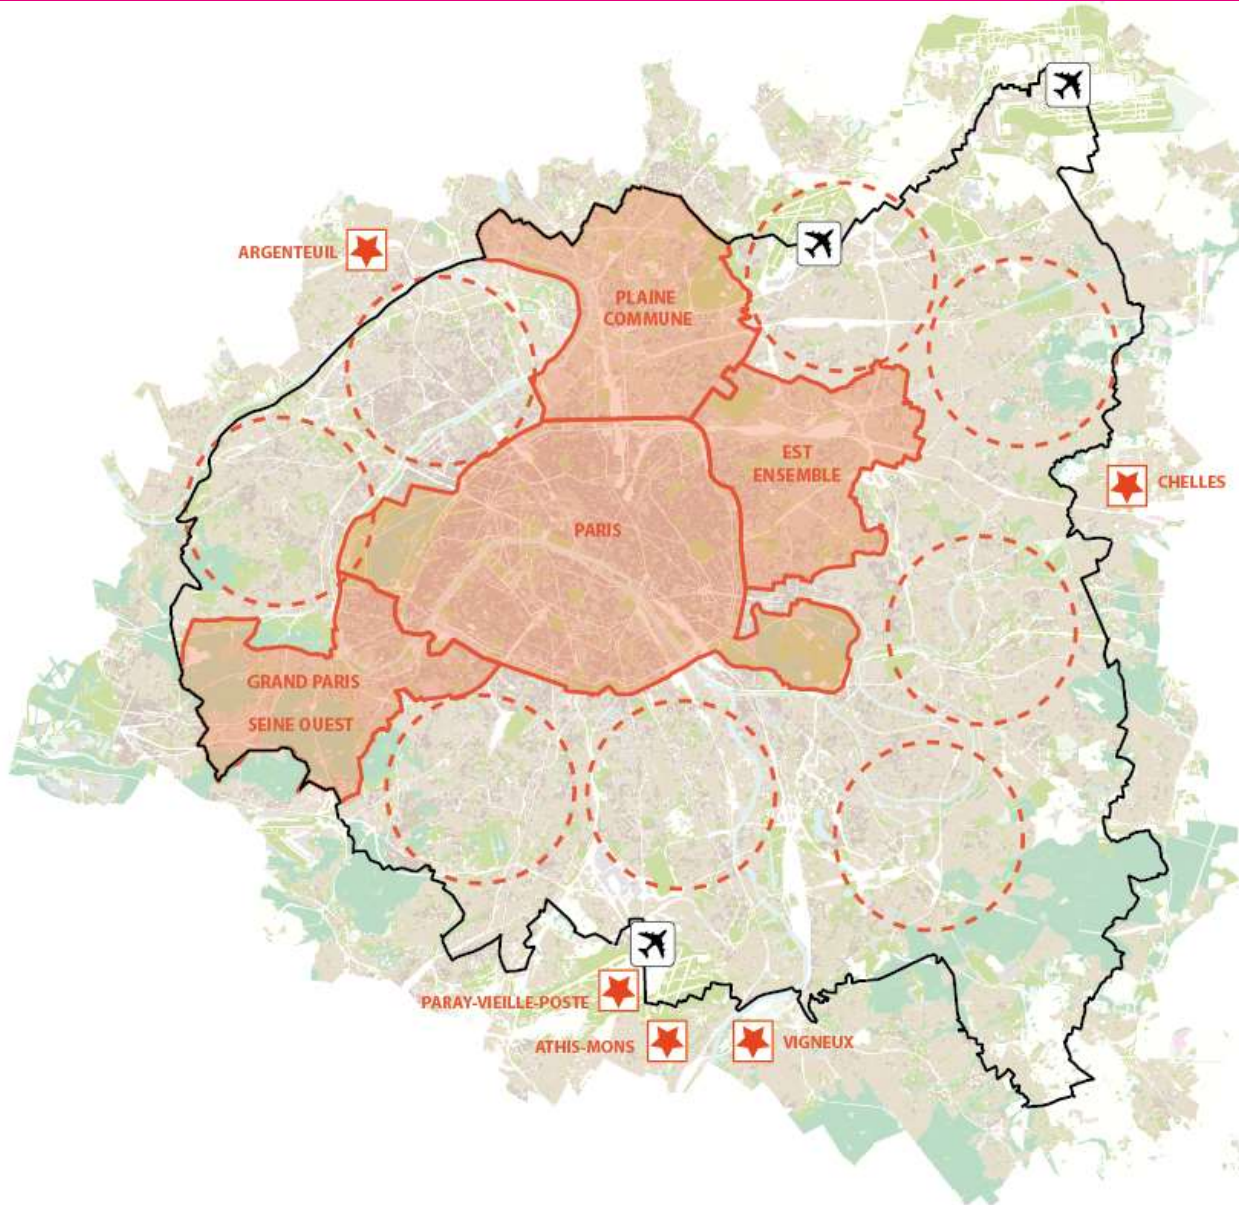 ARGENTEUIL
PLAINE
COMMUNE
EST
ENSEMBLE
CHELLES
PARIS
GRAND PARIS
SEINE OUEST
PARAY-VIEILLE-POSTE
ATHIS-MONS
VIGNEUX